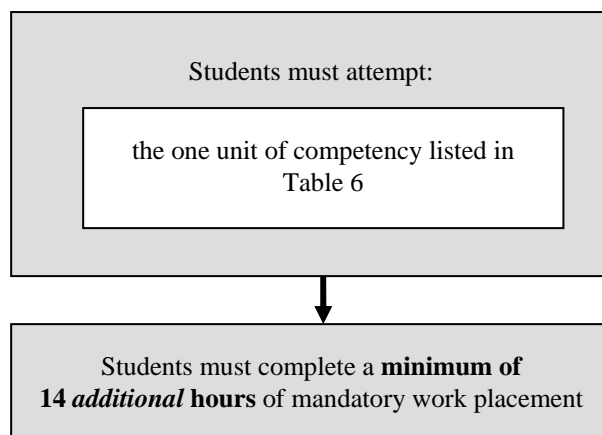 Students must attempt:
the one unit of competency listed in
Table 6
Students must complete a minimum of
14 additional hours of mandatory work placement